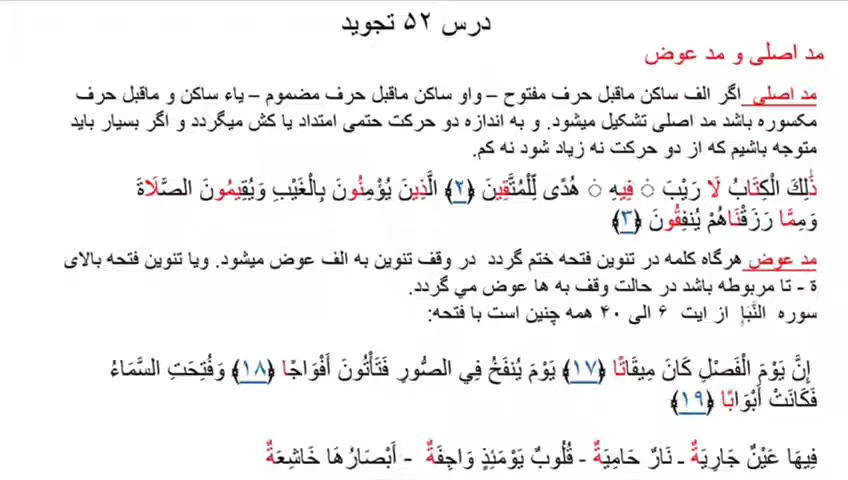 درس ۵۲ تجوید
مد اصلی و مد عوض
مد اصلی اگر الف ساکن ماقبل حرف مفتوح – واو ساکن ماقبل حرف مضموم – یاء ساکن و ماقبل حرف
مکسوره باشد مد اصلی تشکیل میشود. و به اندازه دو حرکت حتمی امتداد یا کش میگردد و اگر بسیار باید
متوجه باشیم که از دو حرکت نه زیاد شود نه کم.
ذَٰلِكَ الْكِتَابُ لَا رَيْبَ ۛ فِيهِ ۛ هُدًى لِّلْمُتَّقِينَ ﴿٢﴾ الَّذِينَ يُؤْمِنُونَ بِالْغَيْبِ وَيُقِيمُونَ الصَّلَاةَ
وَمِمَّا رَزَقْنَاهُمْ يُنفِقُونَ ﴿٣﴾
مد عوض هرگاه کلمه در تنوین فتحه ختم گردد در وقف تنوین به الف عوض میشود. ویا تنوین فتحه بالای
ة - تا مربوطه باشد در حالت وقف به ها عوض مي گردد.
سوره النَّبَإِ از ایت ۶ الی ۴۰ همه چنین است با فتحه:
إِنَّ يَوْمَ الْفَصْلِ كَانَ مِيقَاتًا ﴿١٧﴾ يَوْمَ يُنفَخُ فِي الصُّورِ فَتَأْتُونَ أَفْوَاجًا ﴿١٨﴾ وَفُتِحَتِ السَّمَاءُ
فَكَانَتْ أَبْوَابًا ﴿١٩﴾
فِيهَا عَيْنٌ جَارِيَةٌ - نَارٌ حَامِيَةٌ - قُلُوبٌ يَوْمَئِذٍ وَاجِفَةٌ - أَبْصَارُهَا خَاشِعَةٌ